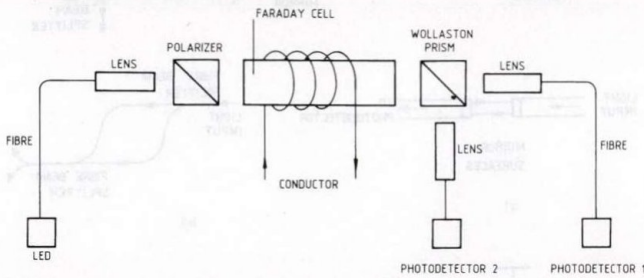 FARADAY CELL
POLARIZER
WOLLASTON
PRISM
LENS
LENS
FIBRE
LENS
FIBRE
CONDUCTOR
LED
PHOTODETECTOR 2
PHOTODETECTOR